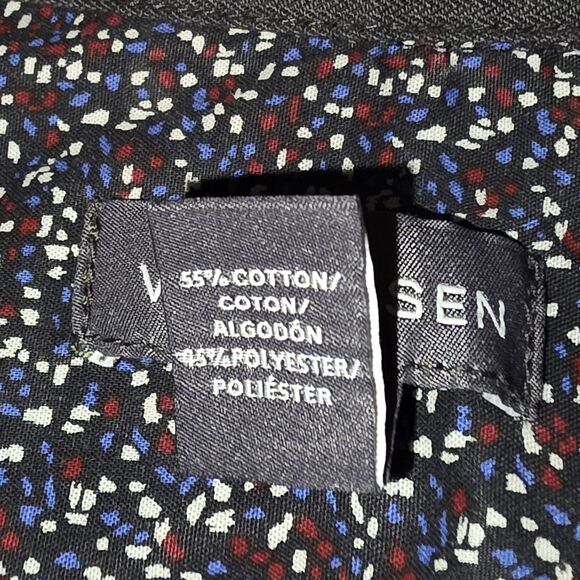 55% COTTON/
COTON/
ALGODÓN
45% POLYESTER/
POLIÉSTER
SEN